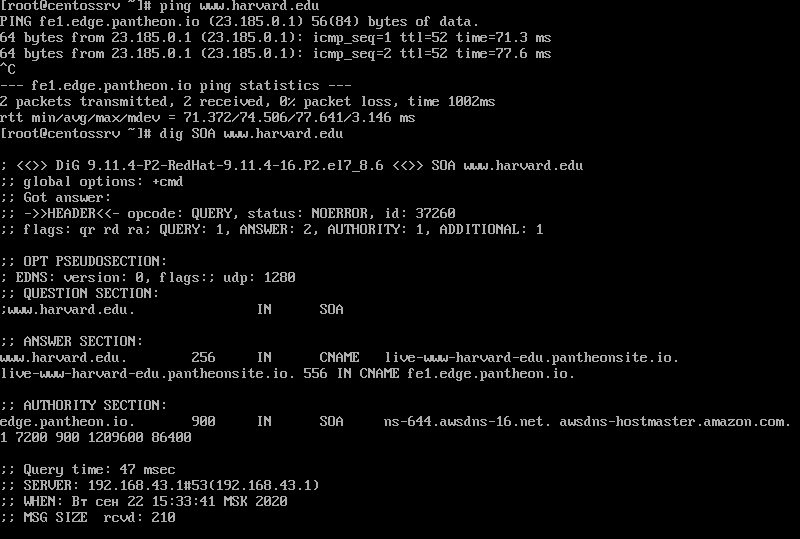 [root@centossrv ~]# ping www.harvard.edu
PING fe1.edge.pantheon.io (23.185.0.1) 56(84) bytes of data.
64 bytes from 23.185.0.1 (23.185.0.1): icmp_seq=1 ttl=52 time=71.3 ms
64 bytes from 23.185.0.1 (23.185.0.1): icmp_seq=2 ttl=52 time=77.6 ms
^C
--- fe1.edge.pantheon.io ping statistics ---
2 packets transmitted, 2 received, 0% packet loss, time 1002ms
rtt min/avg/max/mdev = 71.372/74.506/77.641/3.146 ms
[root@centossrv ~]# dig SOA www.harvard.edu

; <<>> DiG 9.11.4-P2-RedHat-9.11.4-16.P2.el7_8.6 <<>> SOA www.harvard.edu
;; global options: +cmd
;; Got answer:
;; ->>HEADER<<- opcode: QUERY, status: NOERROR, id: 37260
;; flags: qr rd ra; QUERY: 1, ANSWER: 2, AUTHORITY: 1, ADDITIONAL: 1

;; OPT PSEUDOSECTION:
; EDNS: version: 0, flags:; udp: 1280
;; QUESTION SECTION:
;www.harvard.edu. IN SOA

;; ANSWER SECTION:
www.harvard.edu. 256 IN CNAME live-www-harvard-edu.pantheonsite.io.
live-www-harvard-edu.pantheonsite.io. 556 IN CNAME fe1.edge.pantheon.io.

;; AUTHORITY SECTION:
edge.pantheon.io. 900 IN SOA ns-644.awsdns-16.net. awsdns-hostmaster.amazon.com.
1 7200 900 1209600 86400

;; Query time: 47 msec
;; SERVER: 192.168.43.1#53(192.168.43.1)
;; WHEN: Вт сен 22 15:33:41 MSK 2020
;; MSG SIZE rcvd: 210